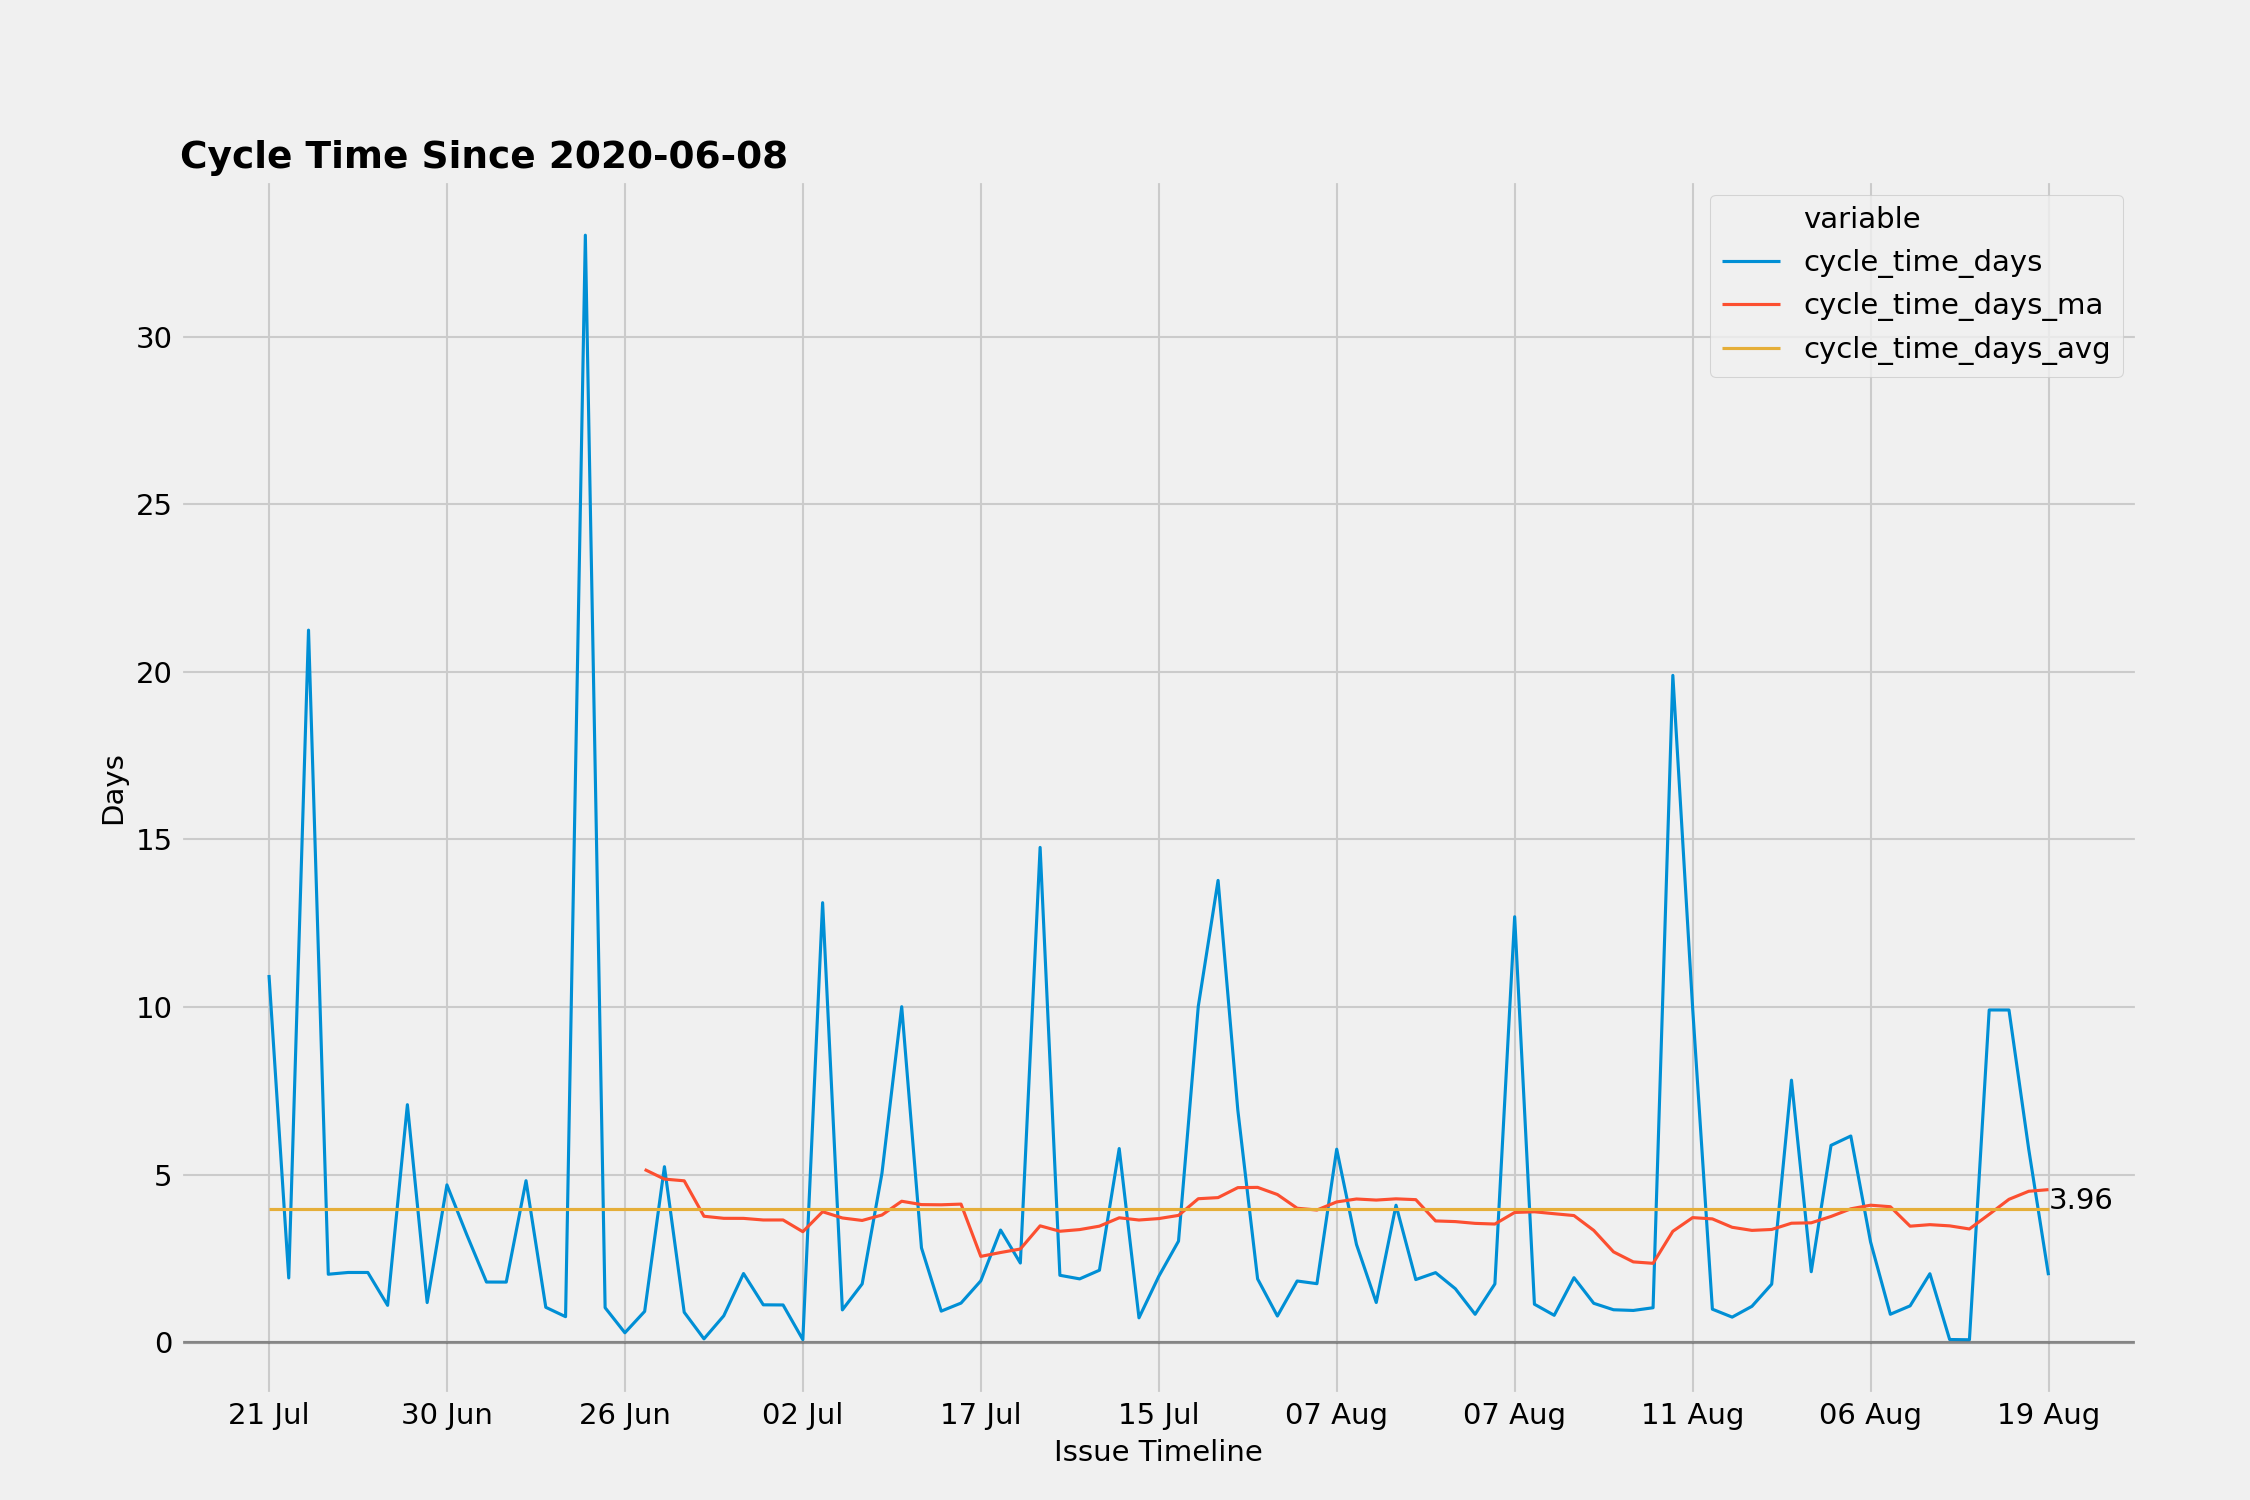 Cycle Time Since 2020-06-08
variable
cycle_time_days
cycle_time_days_ma
cycle_time_days_avg
30
25
20
15
10
5
0
Days
3.96
21 Jul 30 Jun 26 Jun 02 Jul 17 Jul 15 Jul 07 Aug 07 Aug 11 Aug 06 Aug 19 Aug
Issue Timeline